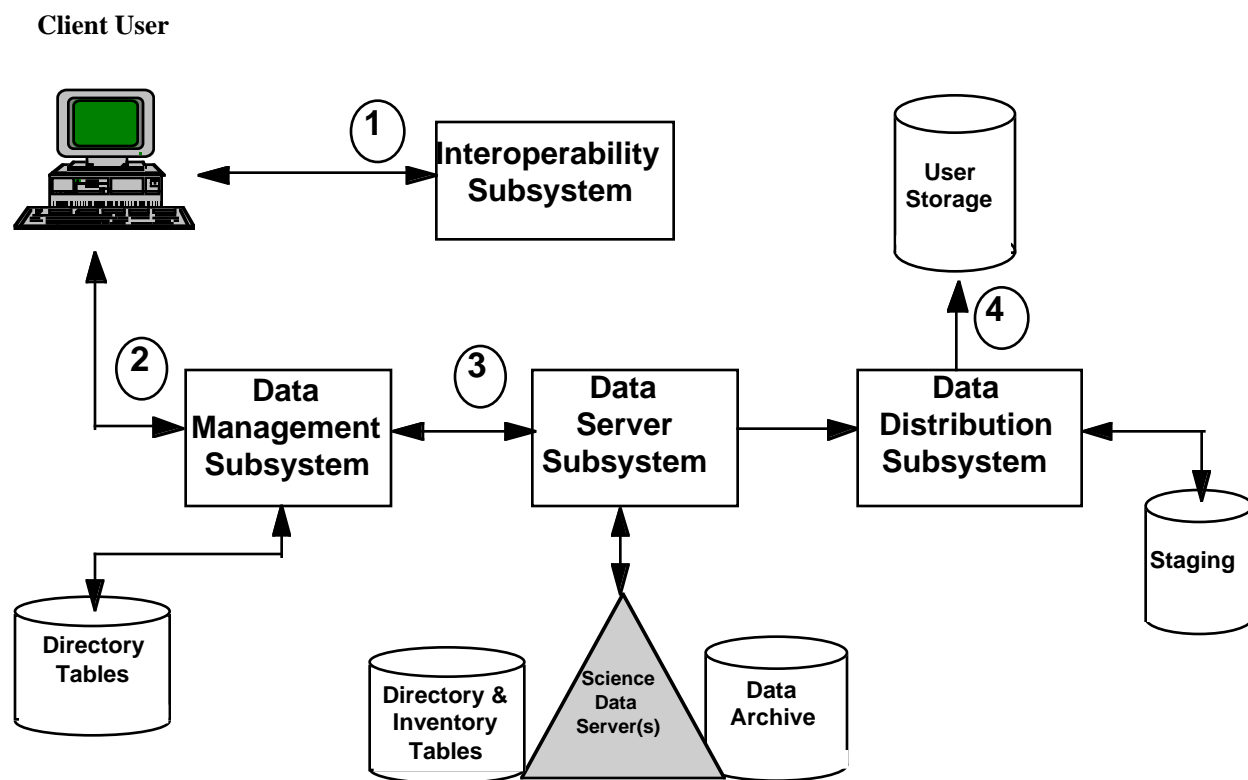 Client User
1
Interoperability
Subsystem
User
Storage
4
2
Data
Management
Subsystem
3
Data
Server
Subsystem
Data
Distribution
Subsystem
Staging
Directory
Tables
Directory &
Inventory
Tables
Science
Data
Server(s)
Data
Archive